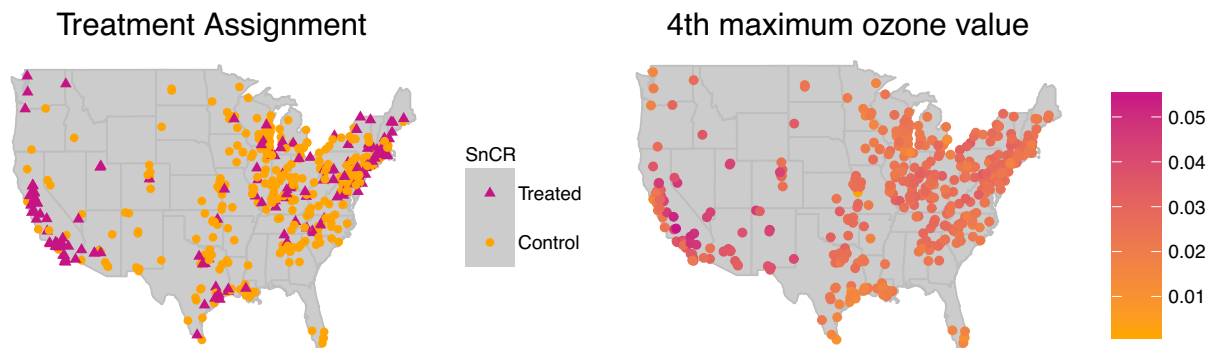 Treatment Assignment
4th maximum ozone value
SnCR
Treated
Control
0.05
0.04
0.03
0.02
0.01